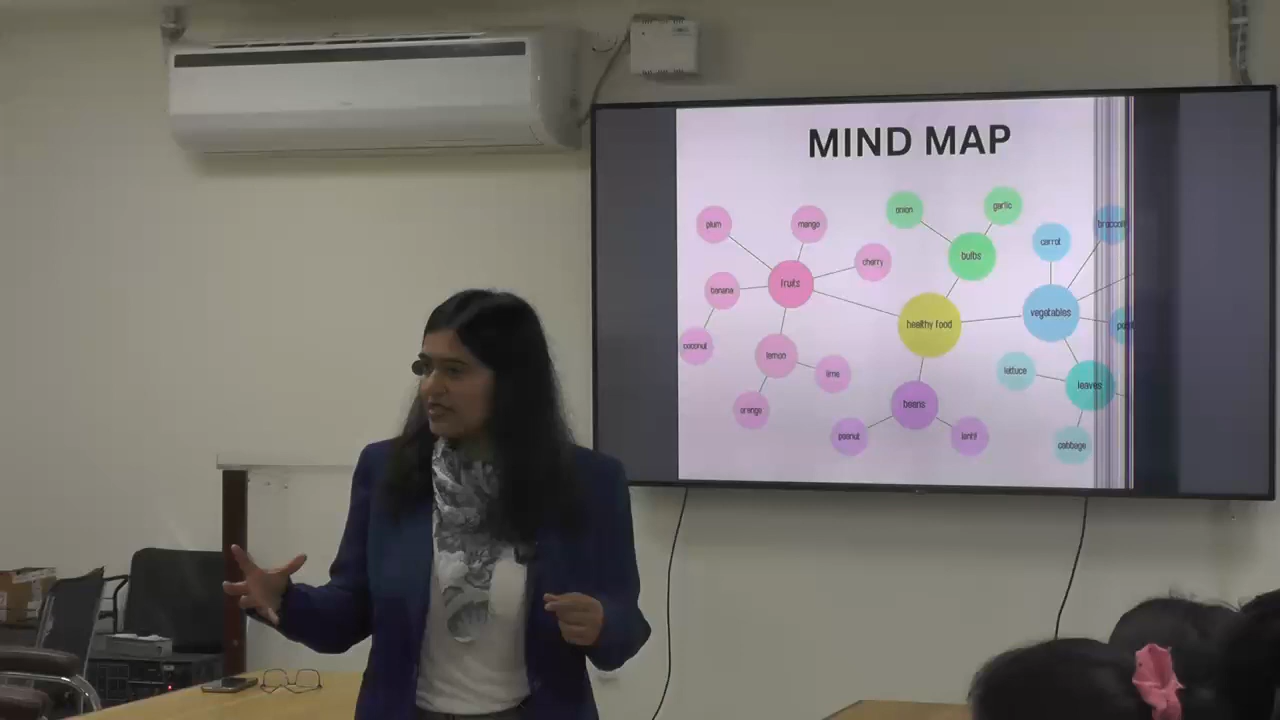 MIND MAP
plum
mango
onion
garlic
cherry
carrot
broccoli
bulbs
banana
fruits
healthy food
vegetables
coconut
lemon
lime
lettuce
leaves
orange
beans
peanut
lentil
cabbage